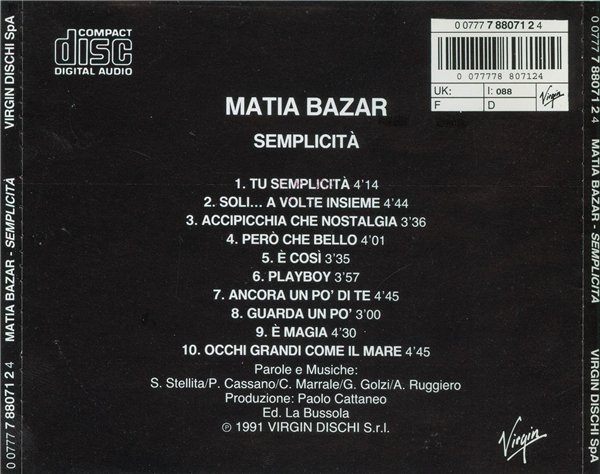 COMPACT
disc
DIGITAL AUDIO
0 0777 7 88071 2 4
0 077778 807124
UK:
I: 088
F
D
Virgin
MATIA BAZAR
SEMPLICITÀ
1. TU SEMPLICITÀ 4'14
2. SOLI... A VOLTE INSIEME 4'44
3. ACCIPICCHIA CHE NOSTALGIA 3'36
4. PERÒ CHE BELLO 4'01
5. È COSÌ 3'35
6. PLAYBOY 3'57
7. ANCORA UN PO' DI TE 4'45
8. GUARDA UN PO' 3'00
9. È MAGIA 4'30
10. OCCHI GRANDI COME IL MARE 4'45
Parole e Musiche:
S. Stellita/P. Cassano/C. Marrale/G. Golzi/A. Ruggiero
Produzione: Paolo Cattaneo
Ed. La Bussola
℗ 1991 VIRGIN DISCHI S.r.l.
Virgin
0 0777 7 88071 2 4 MATIA BAZAR - SEMPLICITÀ VIRGIN DISCHI SpA
0 0777 7 88071 2 4 MATIA BAZAR - SEMPLICITÀ VIRGIN DISCHI SpA